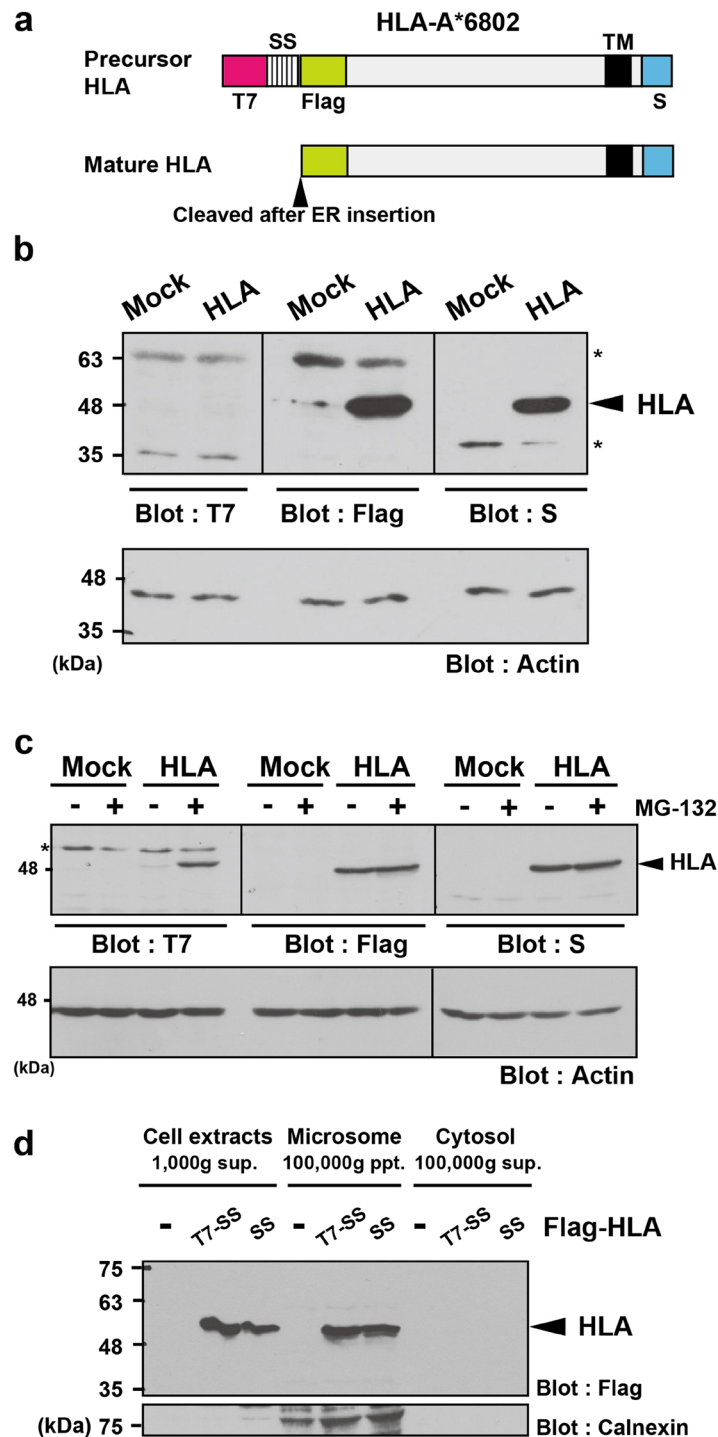 a
HLA-A*6802
SS TM
Precursor HLA
T7 Flag S
Mature HLA
Cleaved after ER insertion
b
Mock HLA Mock HLA Mock HLA
63 *
48 HLA
35 *
Blot : T7 Blot : Flag Blot : S
48
35
(kDa) Blot : Actin
c
Mock HLA Mock HLA Mock HLA
- + - + - + - + - + - + MG-132
*
48 HLA
Blot : T7 Blot : Flag Blot : S
48
(kDa) Blot : Actin
d
Cell extracts Microsome Cytosol
1,000g sup. 100,000g ppt. 100,000g sup.
- T7-SS SS - T7-SS SS - T7-SS SS Flag-HLA
75
63
HLA
48
35 Blot : Flag
(kDa) 75 Blot : Calnexin